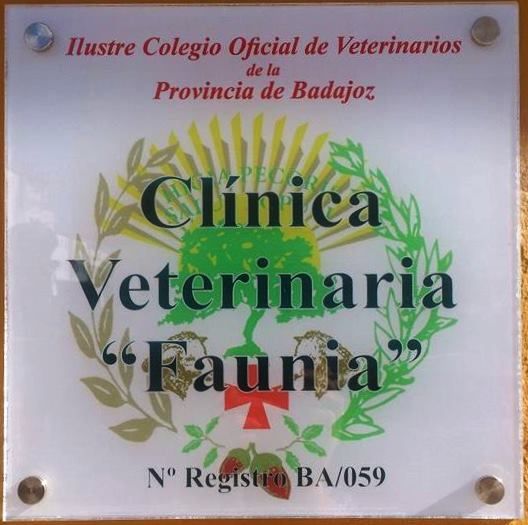 Ilustre Colegio Oficial de Veterinarios
de la
Provincia de Badajoz
Clínica
Veterinaria
“Faunia”
Nº Registro BA/059